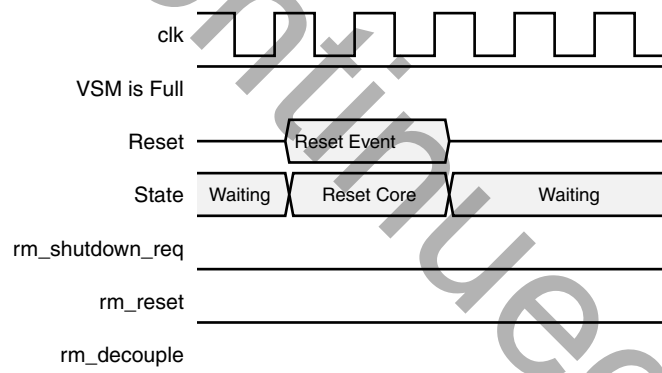 clk
VSM is Full
Reset
Reset Event
State
Waiting
Reset Core
Waiting
rm_shutdown_req
rm_reset
rm_decouple